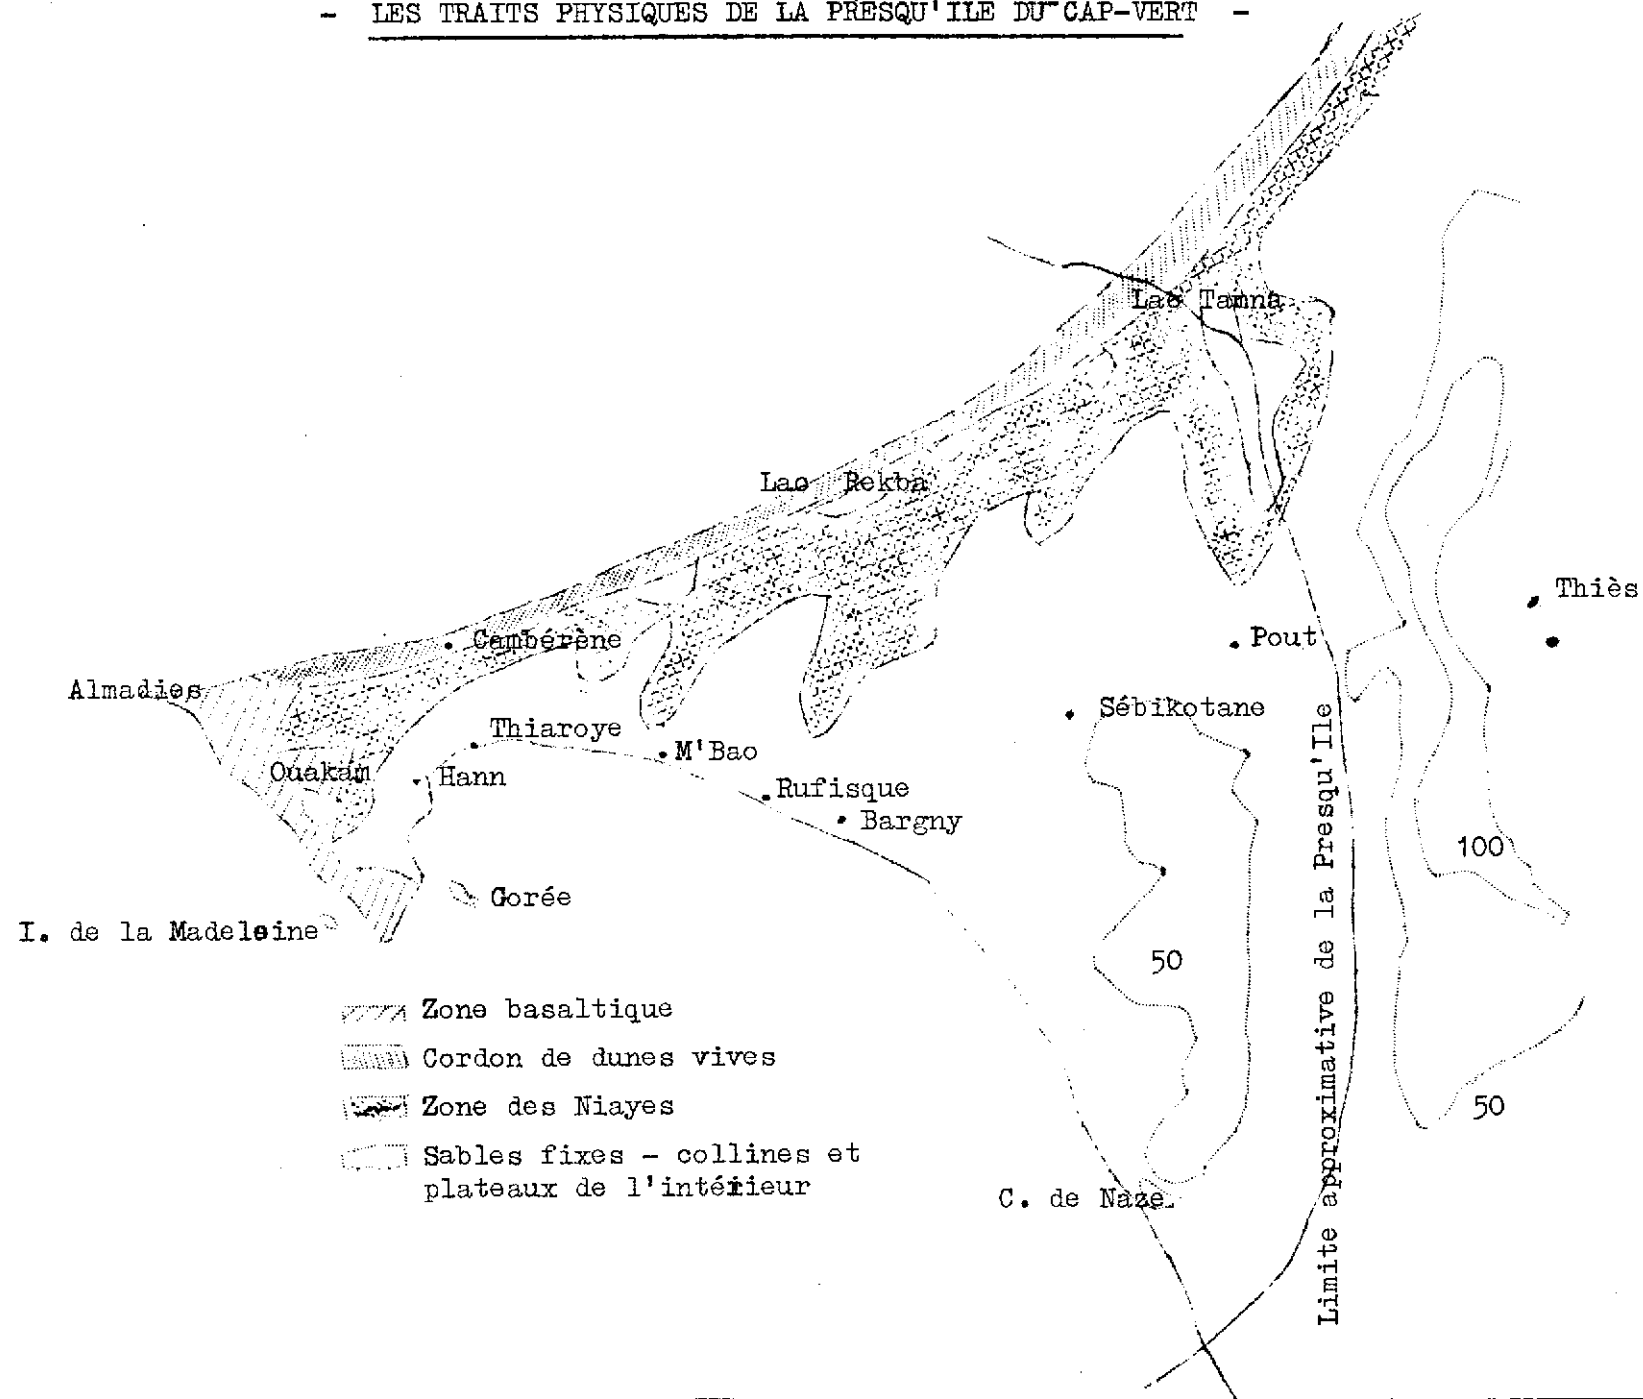 - LES TRAITS PHYSIQUES DE LA PRESQU'ILE DU CAP-VERT -
Lac Tamna
Lac Rekba
Thiès
Cambérène
Pout
Almadies
Sébikotane
Thiaroye
M'Bao
Ouakam
Hann
Rufisque
Bargny
100
Gorée
I. de la Madeleine
50
Limite approximative de la Presqu'Ile
Zone basaltique
Cordon de dunes vives
Zone des Niayes
50
Sables fixes - collines et
plateaux de l'intérieur
C. de Naze